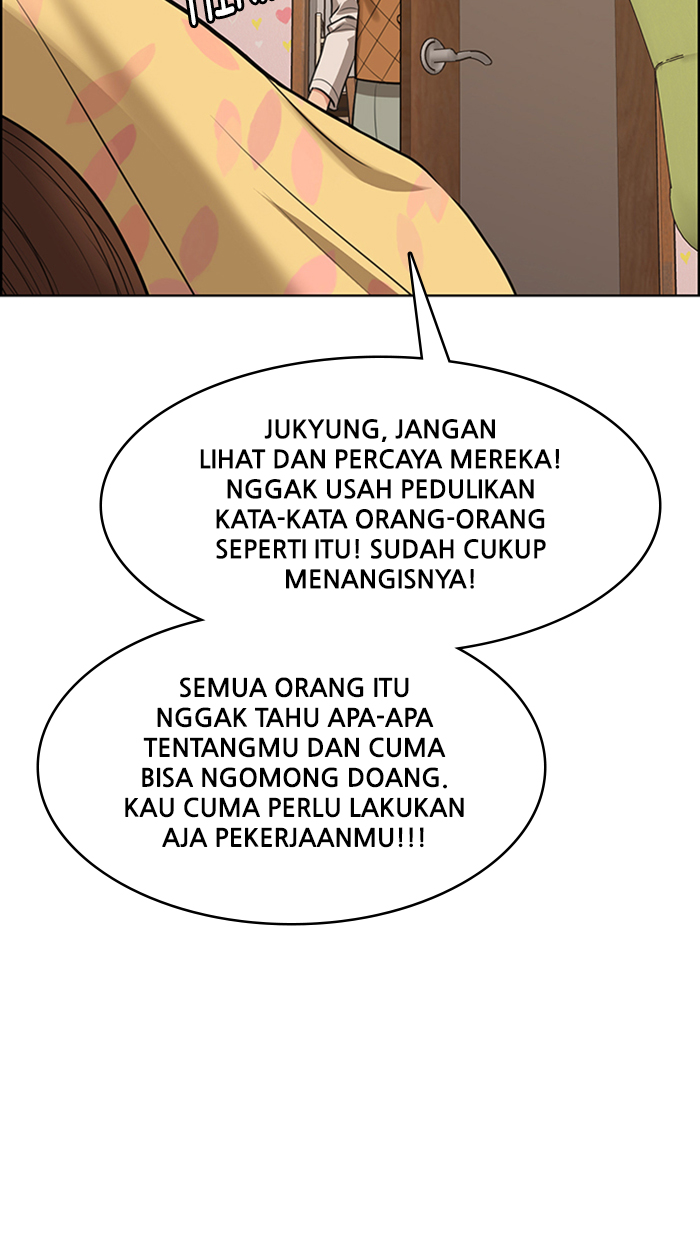 JUKYUNG, JANGAN
LIHAT DAN PERCAYA MEREKA!
NGGAK USAH PEDULIKAN
KATA-KATA ORANG-ORANG
SEPERTI ITU! SUDAH CUKUP
MENANGISNYA!
SEMUA ORANG ITU
NGGAK TAHU APA-APA
TENTANGMU DAN CUMA
BISA NGOMONG DOANG.
KAU CUMA PERLU LAKUKAN
AJA PEKERJAANMU!!!